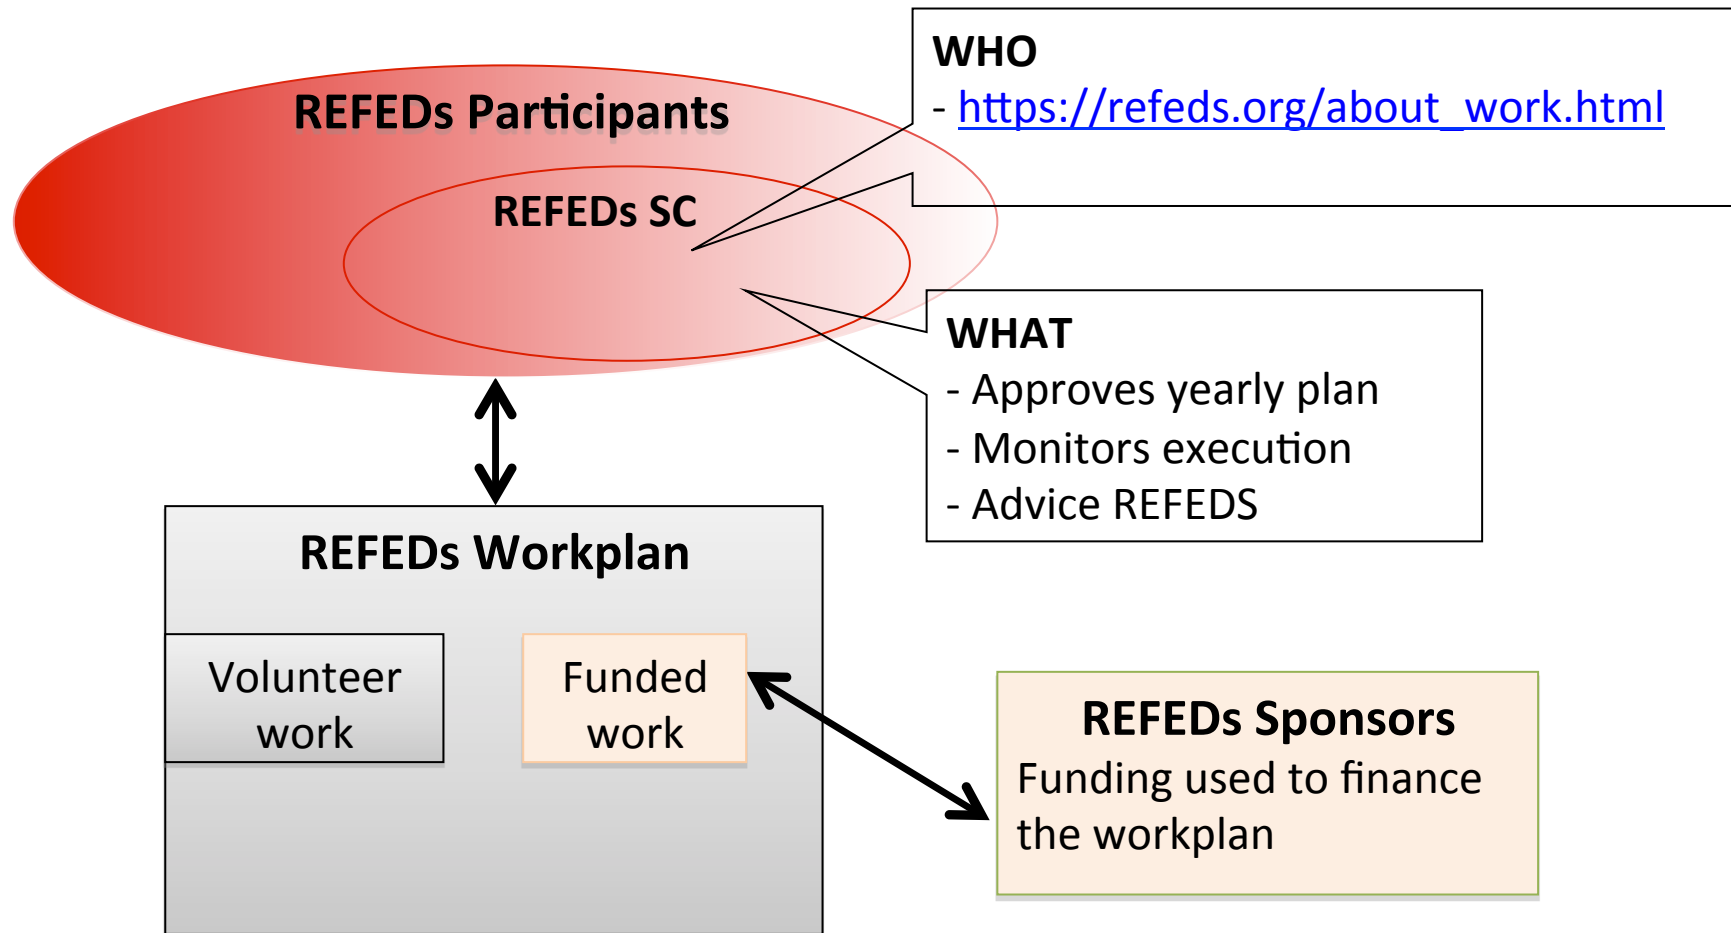 REFEDs Participants
REFEDs SC
WHO
- https://refeds.org/about_work.html
WHAT
- Approves yearly plan
- Monitors execution
- Advice REFEDS
REFEDs Workplan
Volunteer
work
Funded
work
REFEDs Sponsors
Funding used to finance
the workplan